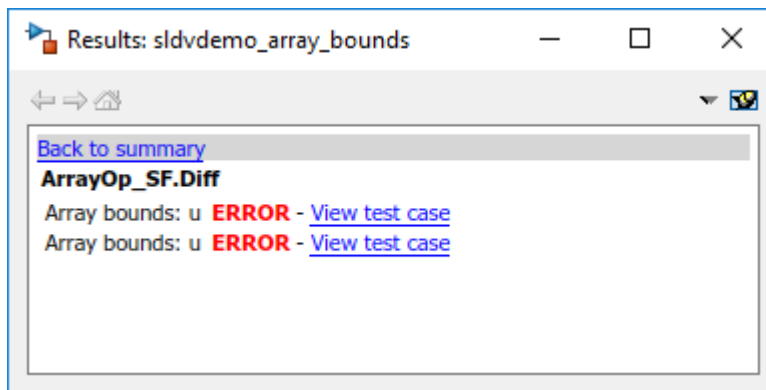 Results: sldvdemo_array_bounds
Back to summary
ArrayOp_SF.Diff
Array bounds: u ERROR - View test case
Array bounds: u ERROR - View test case